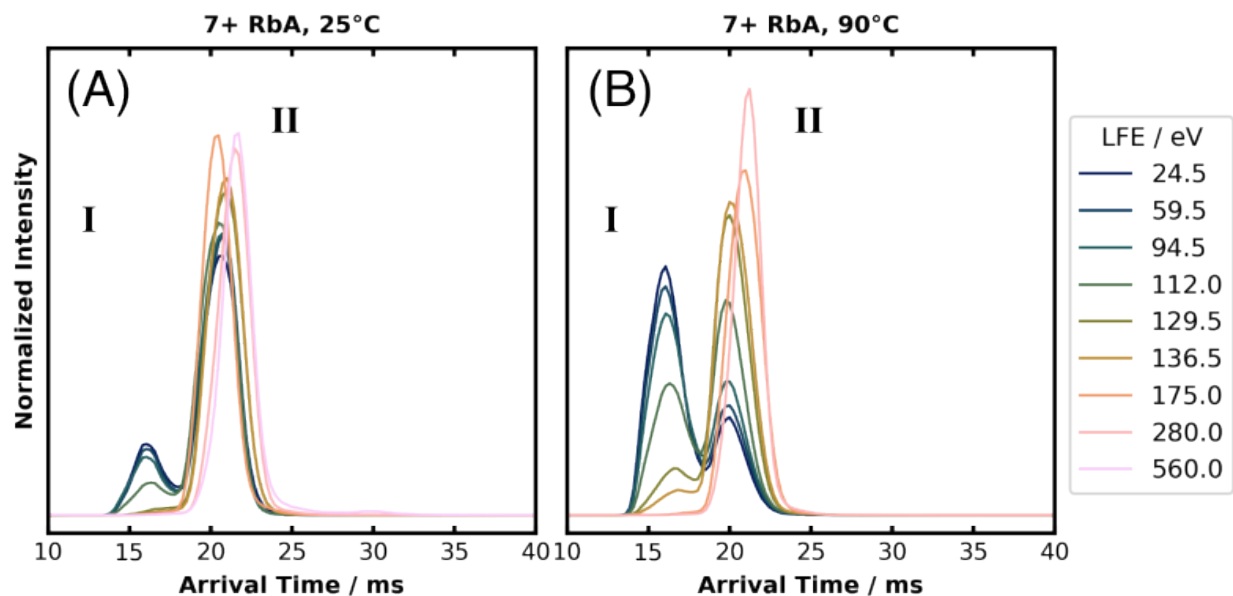 7+ RbA, 25°C
7+ RbA, 90°C
(A)
I
II
(B)
I
II
Normalized Intensity
10 15 20 25 30 35 40
10 15 20 25 30 35 40
Arrival Time / ms
Arrival Time / ms
LFE / eV
24.5
59.5
94.5
112.0
129.5
136.5
175.0
280.0
560.0